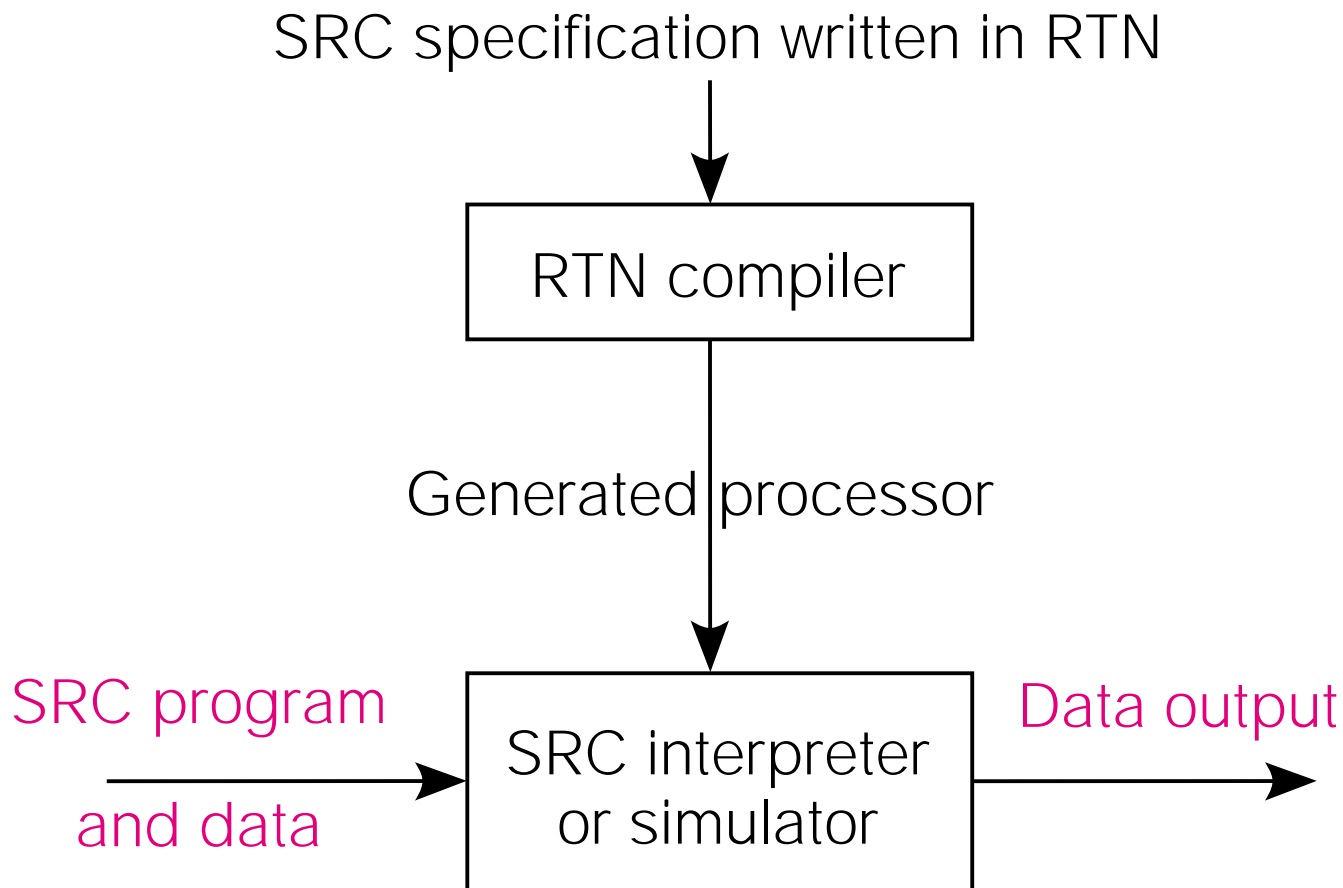 SRC specification written in RTN
RTN compiler
Generated processor
SRC program
and data
SRC interpreter
or simulator
Data output